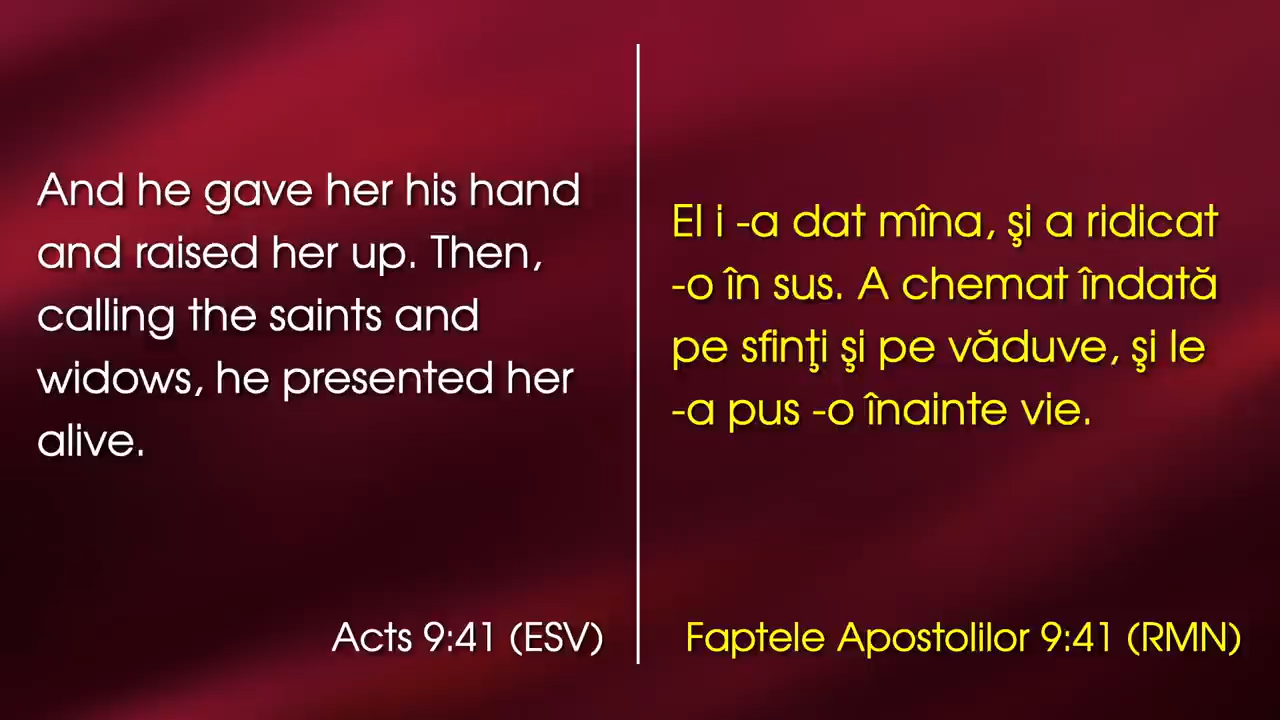 And he gave her his hand
and raised her up. Then,
calling the saints and
widows, he presented her
alive.
Acts 9:41 (ESV)
El i -a dat mîna, şi a ridicat
-o în sus. A chemat îndată
pe sfinţi şi pe văduve, şi le
-a pus -o înainte vie.
Faptele Apostolilor 9:41 (RMN)